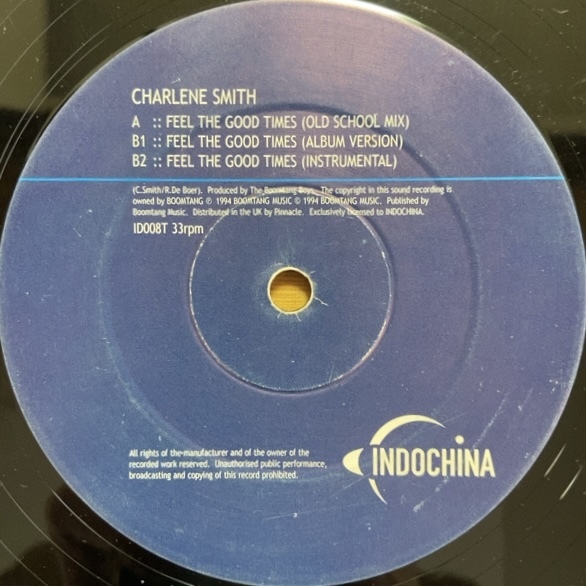 CHARLENE SMITH
A :: FEEL THE GOOD TIMES (OLD SCHOOL MIX)
B1 :: FEEL THE GOOD TIMES (ALBUM VERSION)
B2 :: FEEL THE GOOD TIMES (INSTRUMENTAL)
(C.Smith/R.De Boer). Produced by The Boomtang Boys. The copyright in this sound recording is
owned by BOOMTANG ℗ 1994 BOOMTANG MUSIC © 1994 BOOMTANG MUSIC. Published by
Boomtang Music. Distributed in the UK by Pinnacle. Exclusively licensed to INDOCHINA.
ID008T 33rpm
All rights of the manufacturer and of the owner of the
recorded work reserved. Unauthorised public performance,
broadcasting and copying of this record prohibited.
INDOCHINA